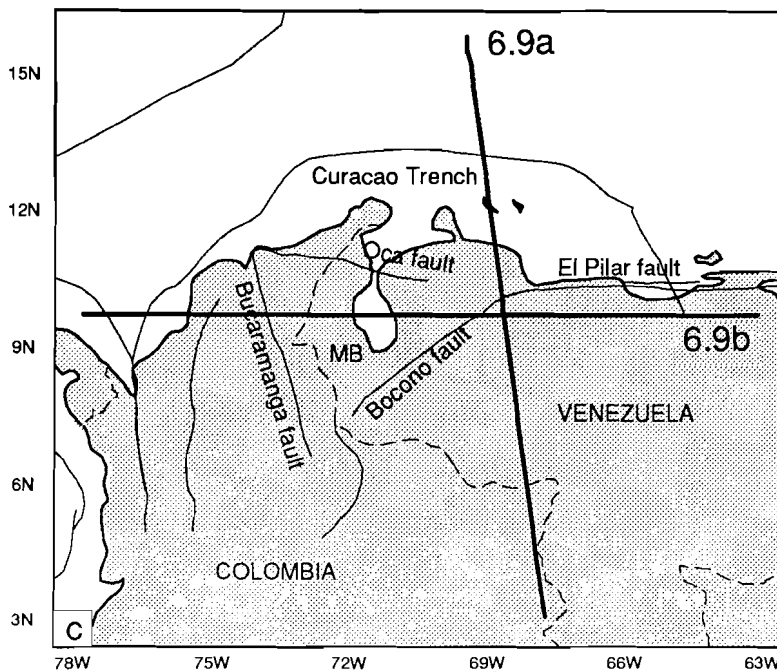 6.9a
15N
Curacao Trench
12N
Oca fault
El Pilar fault
Bucaramanga fault
9N
MB
Bocono fault
6.9b
VENEZUELA
6N
COLOMBIA
3N
C
78W 75W 72W 69W 66W 63W